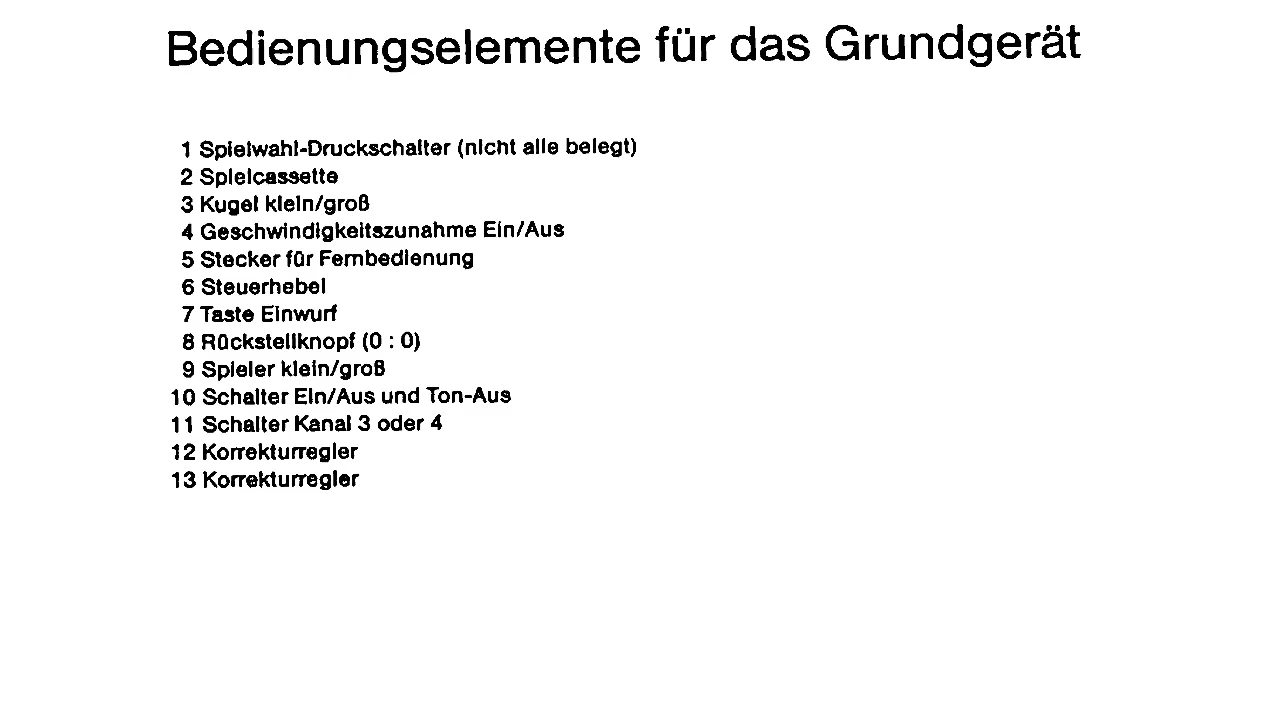 Bedienungselemente für das Grundgerät
1 Spielwahl-Druckschalter (nicht alle belegt)
2 Spielcassette
3 Kugel klein/groß
4 Geschwindigkeitszunahme Ein/Aus
5 Stecker für Fernbedienung
6 Steuerhebel
7 Taste Einwurf
8 Rückstellknopf (0 : 0)
9 Spieler klein/groß
10 Schalter Ein/Aus und Ton-Aus
11 Schalter Kanal 3 oder 4
12 Korrekturregler
13 Korrekturregler